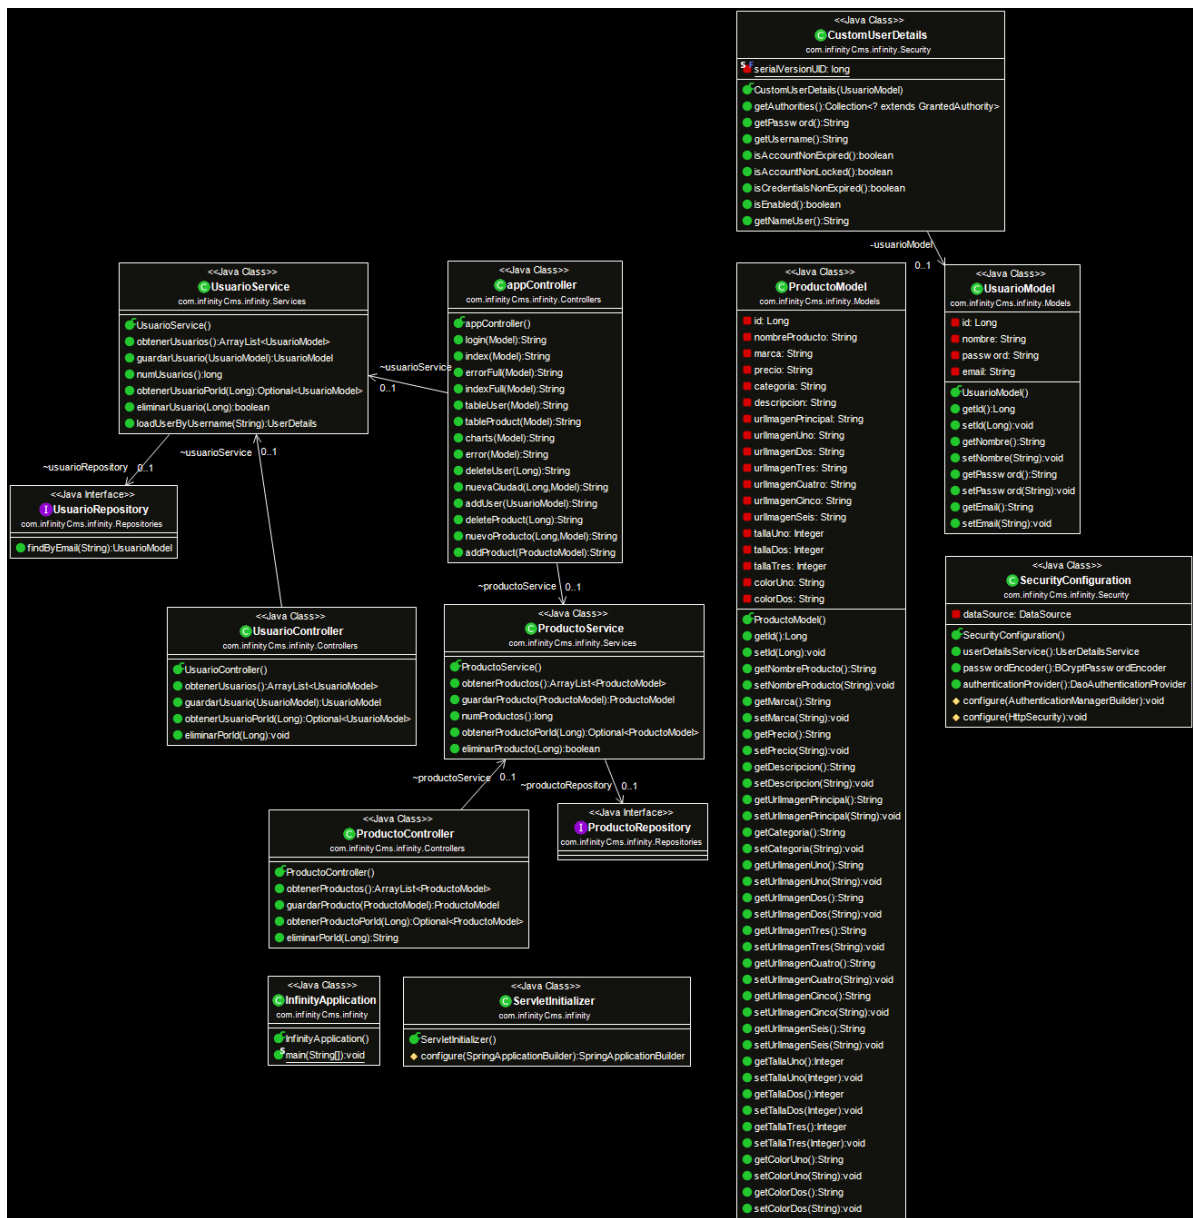 <<Java Class>>
CustomUserDetails
com.infinityCms.infinity.Security
serialVersionUID: long
CustomUserDetails(UsuarioModel)
getAuthorities():Collection<? extends GrantedAuthority>
getPassword():String
getUsername():String
isAccountNonExpired():boolean
isAccountNonLocked():boolean
isCredentialsNonExpired():boolean
isEnabled():boolean
getNameUser():String
-usuarioModel
0..1
<<Java Class>>
UsuarioService
com.infinityCms.infinity.Services
UsuarioService()
obtenerUsuarios():ArrayList<UsuarioModel>
guardarUsuario(UsuarioModel):UsuarioModel
numUsuarios():long
obtenerUsuarioPorId(Long):Optional<UsuarioModel>
eliminarUsuario(Long):boolean
loadUserByUsername(String):UserDetails
~usuarioService
0..1
<<Java Class>>
appController
com.infinityCms.infinity.Controllers
appController()
login(Model):String
index(Model):String
errorFull(Model):String
indexFull(Model):String
tableUser(Model):String
tableProduct(Model):String
charts(Model):String
error(Model):String
deleteUser(Long):String
nuevaCiudad(Long,Model):String
addUser(UsuarioModel):String
deleteProduct(Long):String
nuevoProducto(Long,Model):String
addProduct(ProductoModel):String
<<Java Class>>
ProductoModel
com.infinityCms.infinity.Models
id: Long
nombreProducto: String
marca: String
precio: String
categoria: String
descripcion: String
urlImagenPrincipal: String
urlImagenUno: String
urlImagenDos: String
urlImagenTres: String
urlImagenCuatro: String
urlImagenCinco: String
urlImagenSeis: String
tallaUno: Integer
tallaDos: Integer
tallaTres: Integer
colorUno: String
colorDos: String
ProductoModel()
getId():Long
setId(Long):void
getNombreProducto():String
setNombreProducto(String):void
getMarca():String
setMarca(String):void
getPrecio():String
setPrecio(String):void
getDescripcion():String
setDescripcion(String):void
getUrlImagenPrincipal():String
setUrlImagenPrincipal(String):void
getCategoria():String
setCategoria(String):void
getUrlImagenUno():String
setUrlImagenUno(String):void
getUrlImagenDos():String
setUrlImagenDos(String):void
getUrlImagenTres():String
setUrlImagenTres(String):void
getUrlImagenCuatro():String
setUrlImagenCuatro(String):void
getUrlImagenCinco():String
setUrlImagenCinco(String):void
getUrlImagenSeis():String
setUrlImagenSeis(String):void
getTallaUno():Integer
setTallaUno(Integer):void
getTallaDos():Integer
setTallaDos(Integer):void
getTallaTres():Integer
setTallaTres(Integer):void
getColorUno():String
setColorUno(String):void
getColorDos():String
setColorDos(String):void
<<Java Class>>
UsuarioModel
com.infinityCms.infinity.Models
id: Long
nombre: String
password: String
email: String
UsuarioModel()
getId():Long
setId(Long):void
getNombre():String
setNombre(String):void
getPassword():String
setPassword(String):void
getEmail():String
setEmail(String):void
~usuarioRepository
0..1
~usuarioService
0..1
<<Java Interface>>
UsuarioRepository
com.infinityCms.infinity.Repositories
findByEmail(String):UsuarioModel
<<Java Class>>
SecurityConfiguration
com.infinityCms.infinity.Security
dataSource: DataSource
SecurityConfiguration()
userDetailsService():UserDetailsService
passwordEncoder():BCryptPasswordEncoder
authenticationProvider():DaoAuthenticationProvider
configure(AuthenticationManagerBuilder):void
configure(HttpSecurity):void
~productoService
0..1
<<Java Class>>
UsuarioController
com.infinityCms.infinity.Controllers
UsuarioController()
obtenerUsuarios():ArrayList<UsuarioModel>
guardarUsuario(UsuarioModel):UsuarioModel
obtenerUsuarioPorId(Long):Optional<UsuarioModel>
eliminarPorId(Long):void
<<Java Class>>
ProductoService
com.infinityCms.infinity.Services
ProductoService()
obtenerProductos():ArrayList<ProductoModel>
guardarProducto(ProductoModel):ProductoModel
numProductos():long
obtenerProductoPorId(Long):Optional<ProductoModel>
eliminarProducto(Long):boolean
~productoService
0..1
~productoRepository
0..1
<<Java Class>>
ProductoController
com.infinityCms.infinity.Controllers
ProductoController()
obtenerProductos():ArrayList<ProductoModel>
guardarProducto(ProductoModel):ProductoModel
obtenerProductoPorId(Long):Optional<ProductoModel>
eliminarPorId(Long):String
<<Java Interface>>
ProductoRepository
com.infinityCms.infinity.Repositories
<<Java Class>>
InfinityApplication
com.infinityCms.infinity
InfinityApplication()
main(String[]):void
<<Java Class>>
ServletInitializer
com.infinityCms.infinity
ServletInitializer()
configure(SpringApplicationBuilder):SpringApplicationBuilder